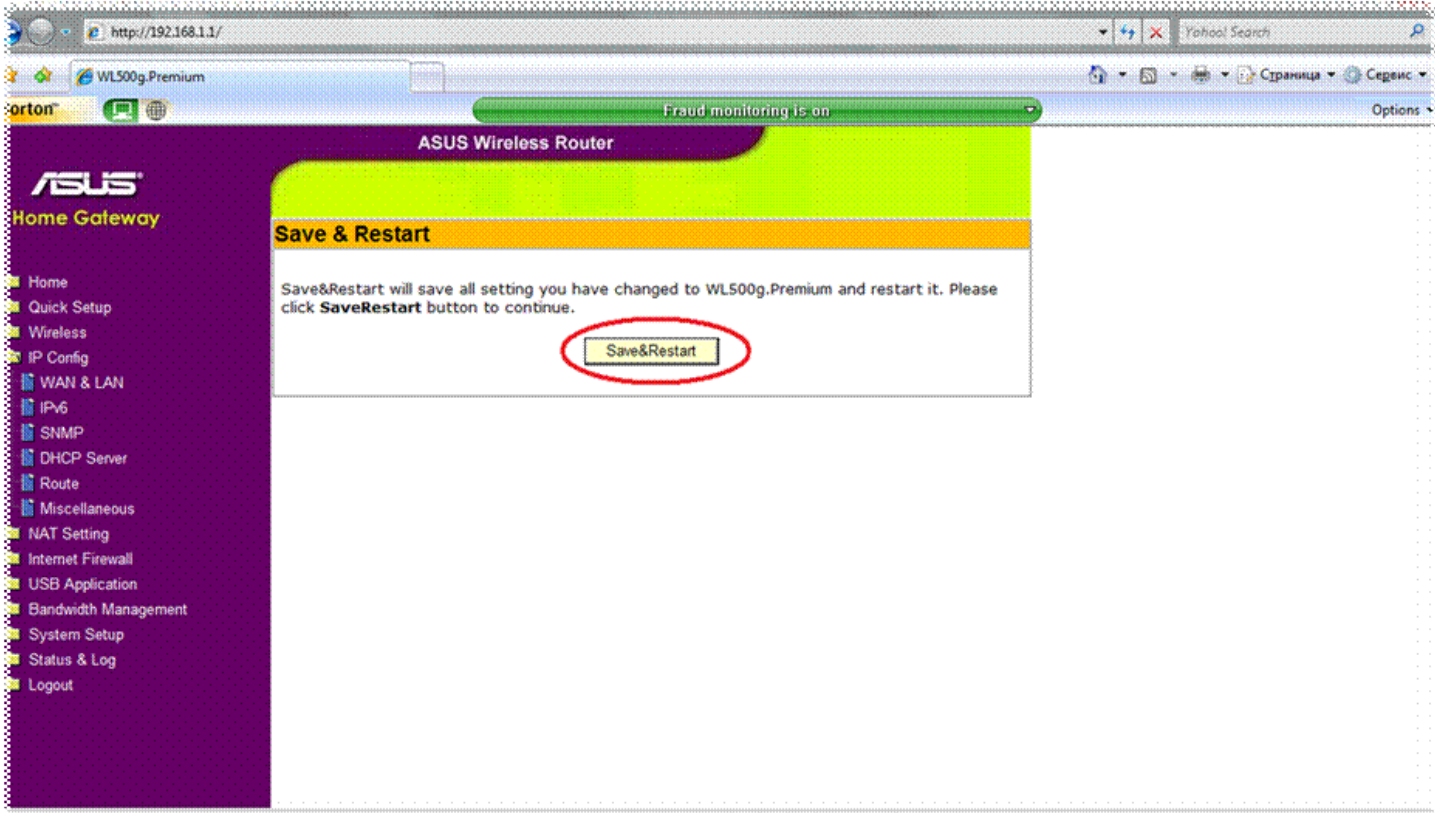 http://192.168.1.1/
Yahoo! Search
WL500g.Premium
Страница
Сервис
orton™
Fraud monitoring is on
Options
ASUS Wireless Router
ASUS
Home Gateway
Save & Restart
Save&Restart will save all setting you have changed to WL500g.Premium and restart it. Please
click SaveRestart button to continue.
Save&Restart
Home
Quick Setup
Wireless
IP Config
WAN & LAN
IPv6
SNMP
DHCP Server
Route
Miscellaneous
NAT Setting
Internet Firewall
USB Application
Bandwidth Management
System Setup
Status & Log
Logout